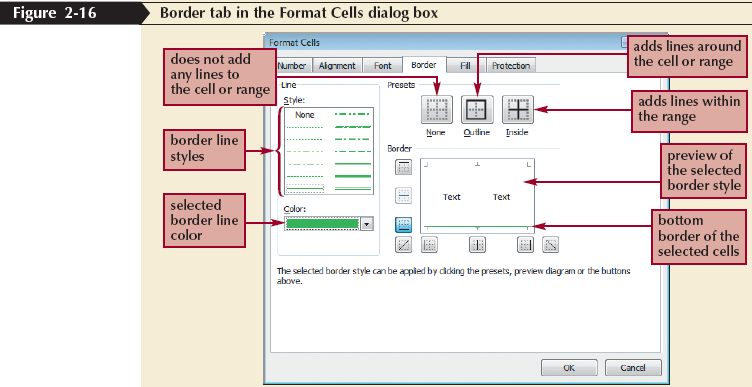 Figure 2-16
Border tab in the Format Cells dialog box
Format Cells
does not add
any lines to
the cell or range
adds lines around
the cell or range
Number Alignment Font Border Fill Protection
Line
Presets
Style:
None
adds lines within
the range
None Outline Inside
border line
styles
Border
preview of
the selected
border style
Text Text
selected
border line
color
Color:
bottom
border of the
selected cells
The selected border style can be applied by clicking the presets, preview diagram or the buttons
above.
OK Cancel